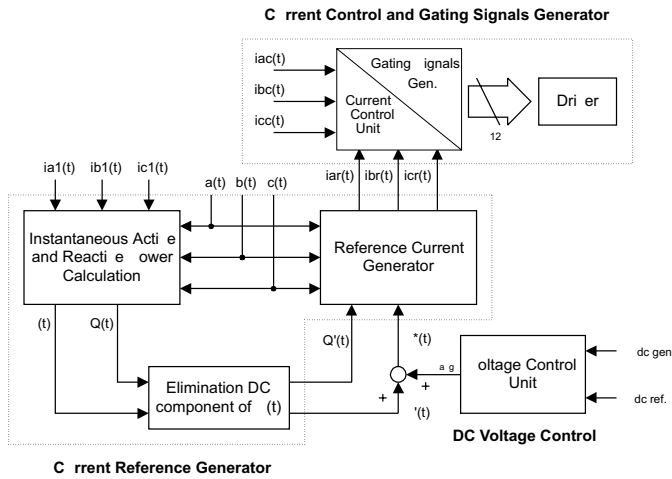 C rrent Control and Gating Signals Generator
iac(t)
ibc(t)
icc(t)
Gating ignals
Gen.
Current
Control
Unit
12
Dri er
ia1(t) ib1(t) ic1(t)
a(t) b(t) c(t)
iar(t) ibr(t) icr(t)
Instantaneous Acti e
and Reacti e ower
Calculation
Reference Current
Generator
(t) Q(t)
Q'(t) *(t)
Elimination DC
component of (t)
+ +
a g
'(t)
oltage Control
Unit
dc gen
dc ref.
DC Voltage Control
C rrent Reference Generator